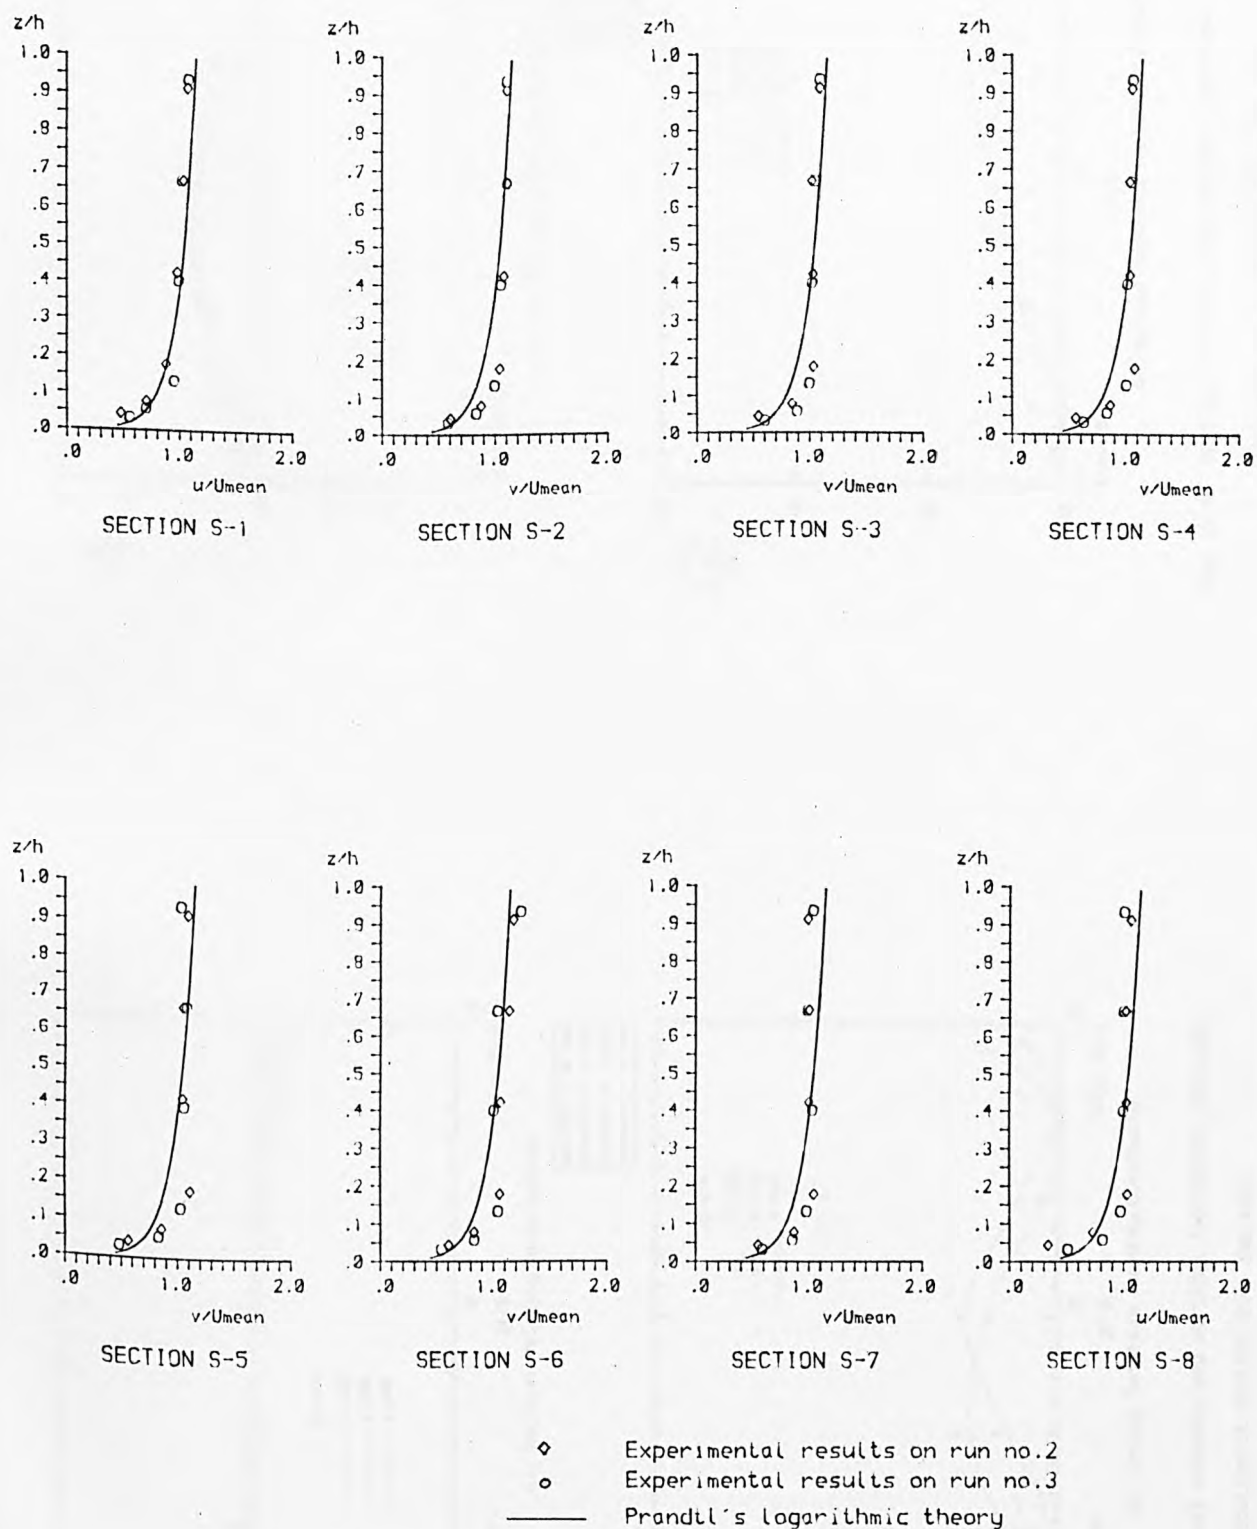 z/h z/h z/h z/h
1.0 1.0 1.0 1.0
.9 .9 .9 .9
.8 .8 .8 .8
.7 .7 .7 .7
.6 .6 .6 .6
.5 .5 .5 .5
.4 .4 .4 .4
.3 .3 .3 .3
.2 .2 .2 .2
.1 .1 .1 .1
.0 .0 .0 .0
.0 1.0 2.0 .0 1.0 2.0 .0 1.0 2.0 .0 1.0 2.0
u/Umean v/Umean v/Umean v/Umean
SECTION S-1 SECTION S-2 SECTION S-3 SECTION S-4
z/h z/h z/h z/h
1.0 1.0 1.0 1.0
.9 .9 .9 .9
.8 .8 .8 .8
.7 .7 .7 .7
.6 .6 .6 .6
.5 .5 .5 .5
.4 .4 .4 .4
.3 .3 .3 .3
.2 .2 .2 .2
.1 .1 .1 .1
.0 .0 .0 .0
.0 1.0 2.0 .0 1.0 2.0 .0 1.0 2.0 .0 1.0 2.0
v/Umean v/Umean v/Umean u/Umean
SECTION S-5 SECTION S-6 SECTION S-7 SECTION S-8
Experimental results on run no.2
Experimental results on run no.3
Prandtl's logarithmic theory